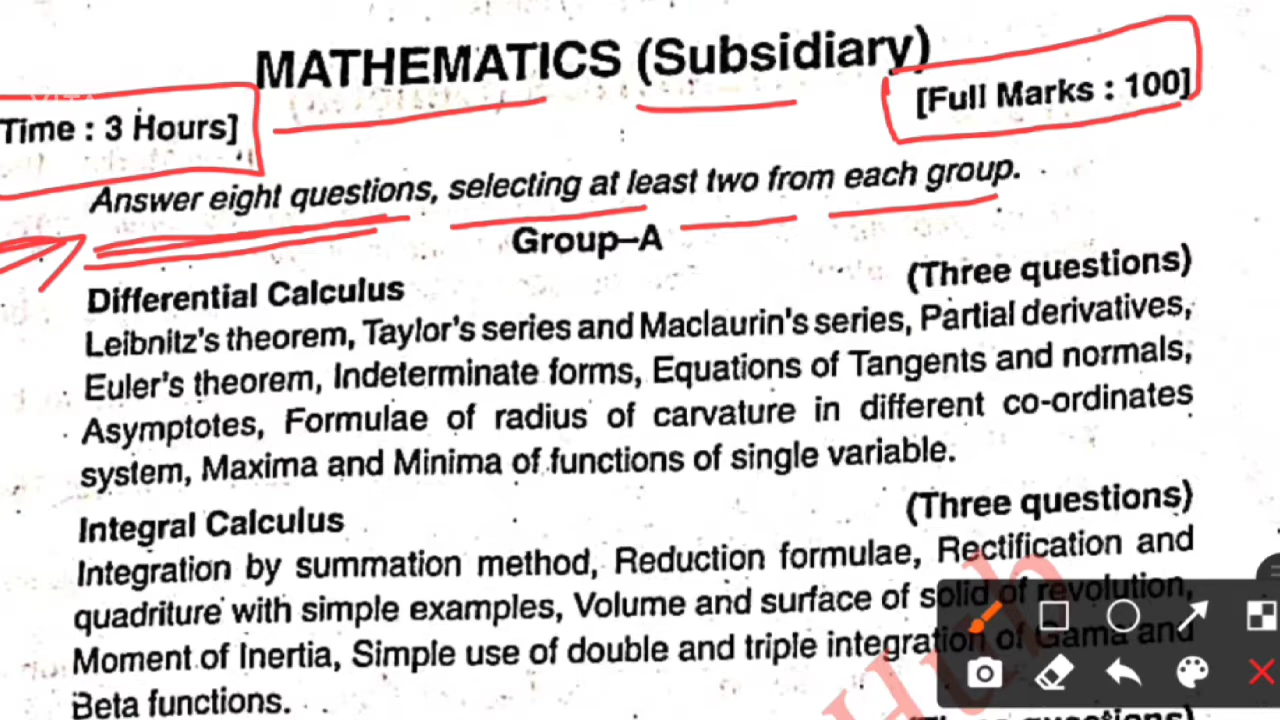 MATHEMATICS (Subsidiary)
Time : 3 Hours]
[Full Marks : 100]
Answer eight questions, selecting at least two from each group.
Group–A
Differential Calculus (Three questions)
Leibnitz's theorem, Taylor's series and Maclaurin's series, Partial derivatives,
Euler's theorem, Indeterminate forms, Equations of Tangents and normals,
Asymptotes, Formulae of radius of carvature in different co-ordinates
system, Maxima and Minima of functions of single variable.
Integral Calculus (Three questions)
Integration by summation method, Reduction formulae, Rectification and
quadriture with simple examples, Volume and surface of solid of revolution,
Moment of Inertia, Simple use of double and triple integration of Gama and
Beta functions.
(Three questions)
Hub